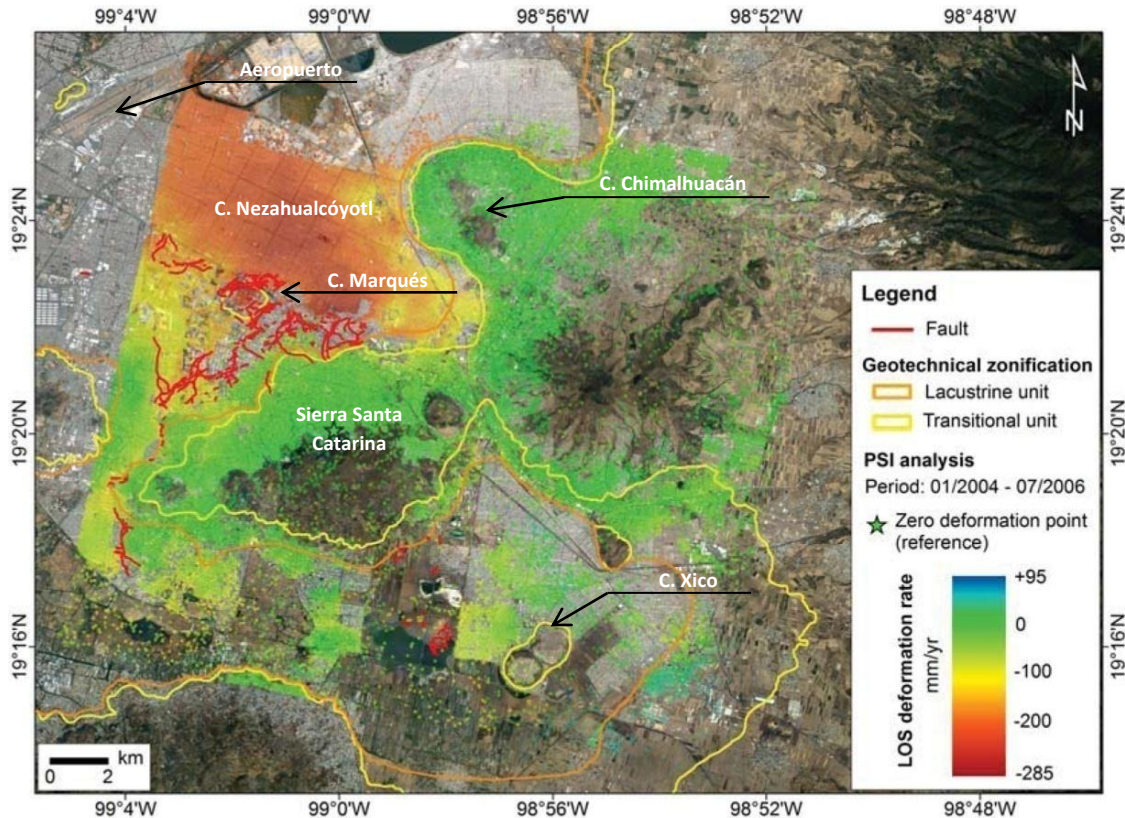 99°4'W 99°0'W 98°56'W 98°52'W 98°48'W
Aeropuerto
C. Chimalhuacán
C. Nezahualcóyotl
19°24'N 19°24'N
C. Marqués
Sierra Santa
Catarina
19°20'N 19°20'N
C. Xico
19°16'N 19°16'N
km
0 2
99°4'W 99°0'W 98°56'W 98°52'W 98°48'W
N
Legend
Fault
Geotechnical zonification
Lacustrine unit
Transitional unit
PSI analysis
Period: 01/2004 - 07/2006
Zero deformation point
(reference)
LOS deformation rate
mm/yr
+95
0
-100
-200
-285